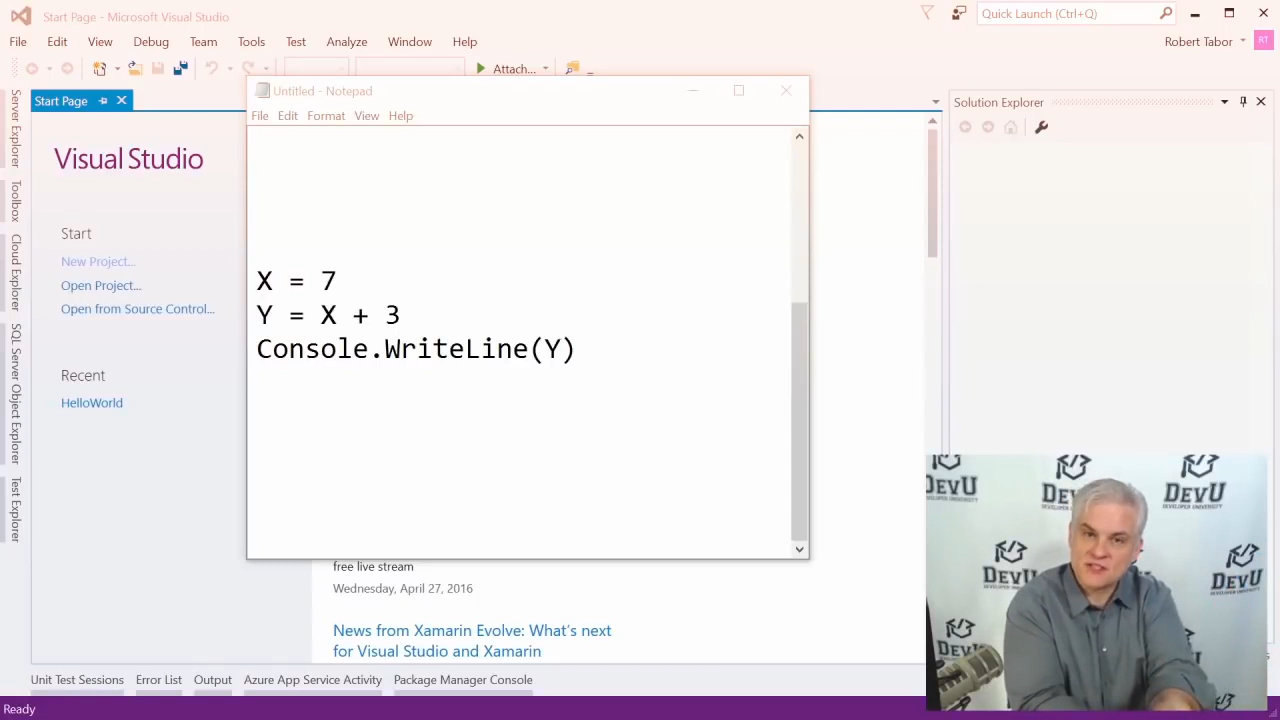 Start Page - Microsoft Visual Studio
Quick Launch (Ctrl+Q)
File Edit View Debug Team Tools Test Analyze Window Help
Robert Tabor
RT
Attach...
Start Page
Solution Explorer
Server Explorer
Toolbox
Cloud Explorer
SQL Server Object Explorer
Test Explorer
Visual Studio
Start
New Project...
Open Project...
Open from Source Control...
Recent
HelloWorld
Untitled - Notepad
File Edit Format View Help
X = 7
Y = X + 3
Console.WriteLine(Y)
free live stream
Wednesday, April 27, 2016
News from Xamarin Evolve: What's next
for Visual Studio and Xamarin
DEVU
DEVELOPER UNIVERSITY
DEVU
DEVELOPER UNIVERSITY
DEVU
DEVU
Unit Test Sessions Error List Output Azure App Service Activity Package Manager Console
Ready